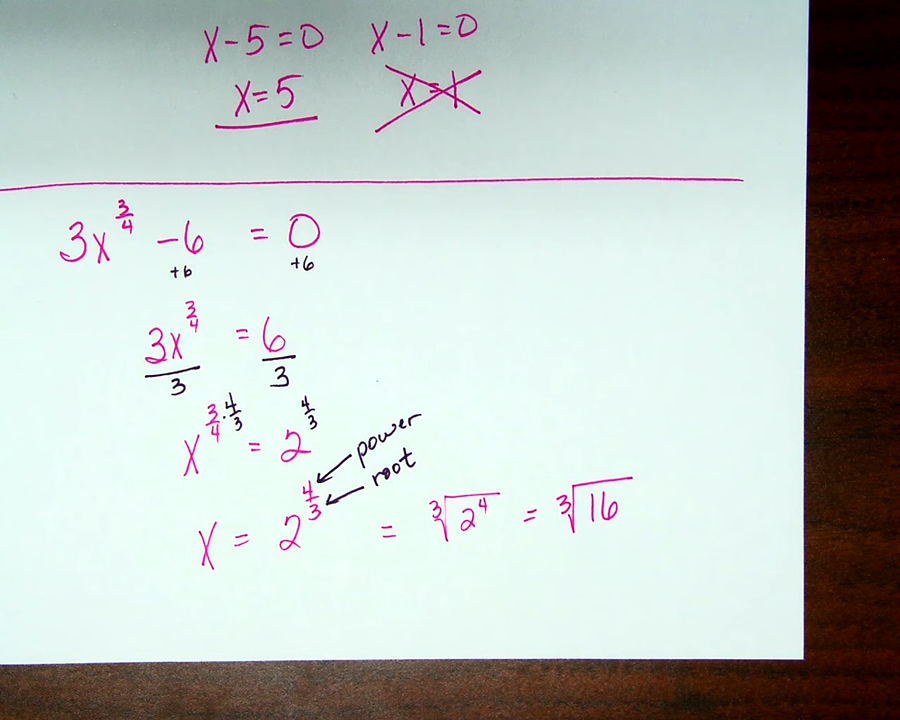 x-5=0 x-1=0
x=5 x=1
3x^{3/4} -6 = 0
+6 +6
3x^{3/4} = 6
3 3
x^{3/4 · 4/3} = 2^{4/3}
power
root
x = 2^{4/3} = ∛(2^4) = ∛16